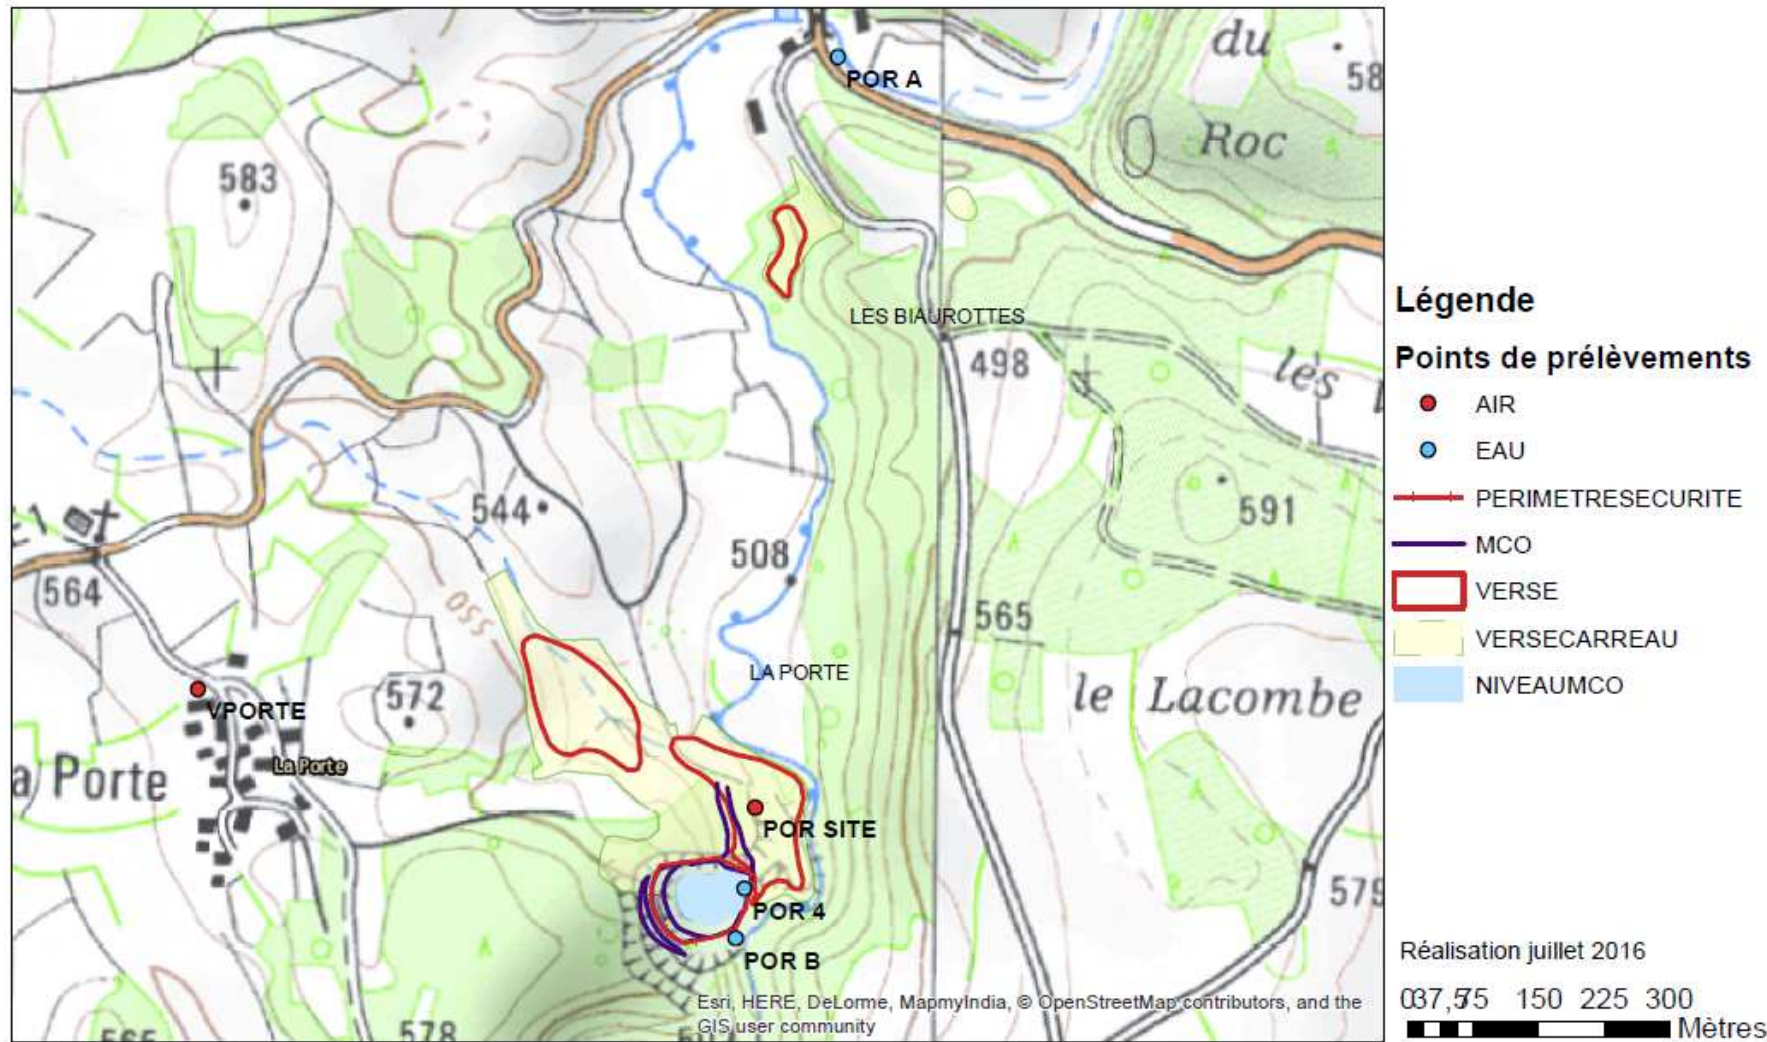 du
58
POR A
Roc
583
LES BIAUROTTES
498
lès
544
591
508
564
550
565
LA PORTE
le Lacombe
572
VPORTE
La Porte
a Porte
POR SITE
579
POR 4
POR B
578
Esri, HERE, DeLorme, MapmyIndia, © OpenStreetMap contributors, and the
GIS user community
Légende
Points de prélèvements
AIR
EAU
PERIMETRESECURITE
MCO
VERSE
VERSECARREAU
NIVEAUMCO
Réalisation juillet 2016
037,575 150 225 300
Mètres